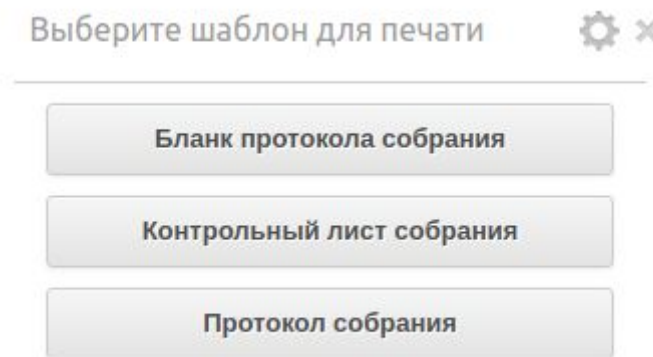 Выберите шаблон для печати
Бланк протокола собрания
Контрольный лист собрания
Протокол собрания